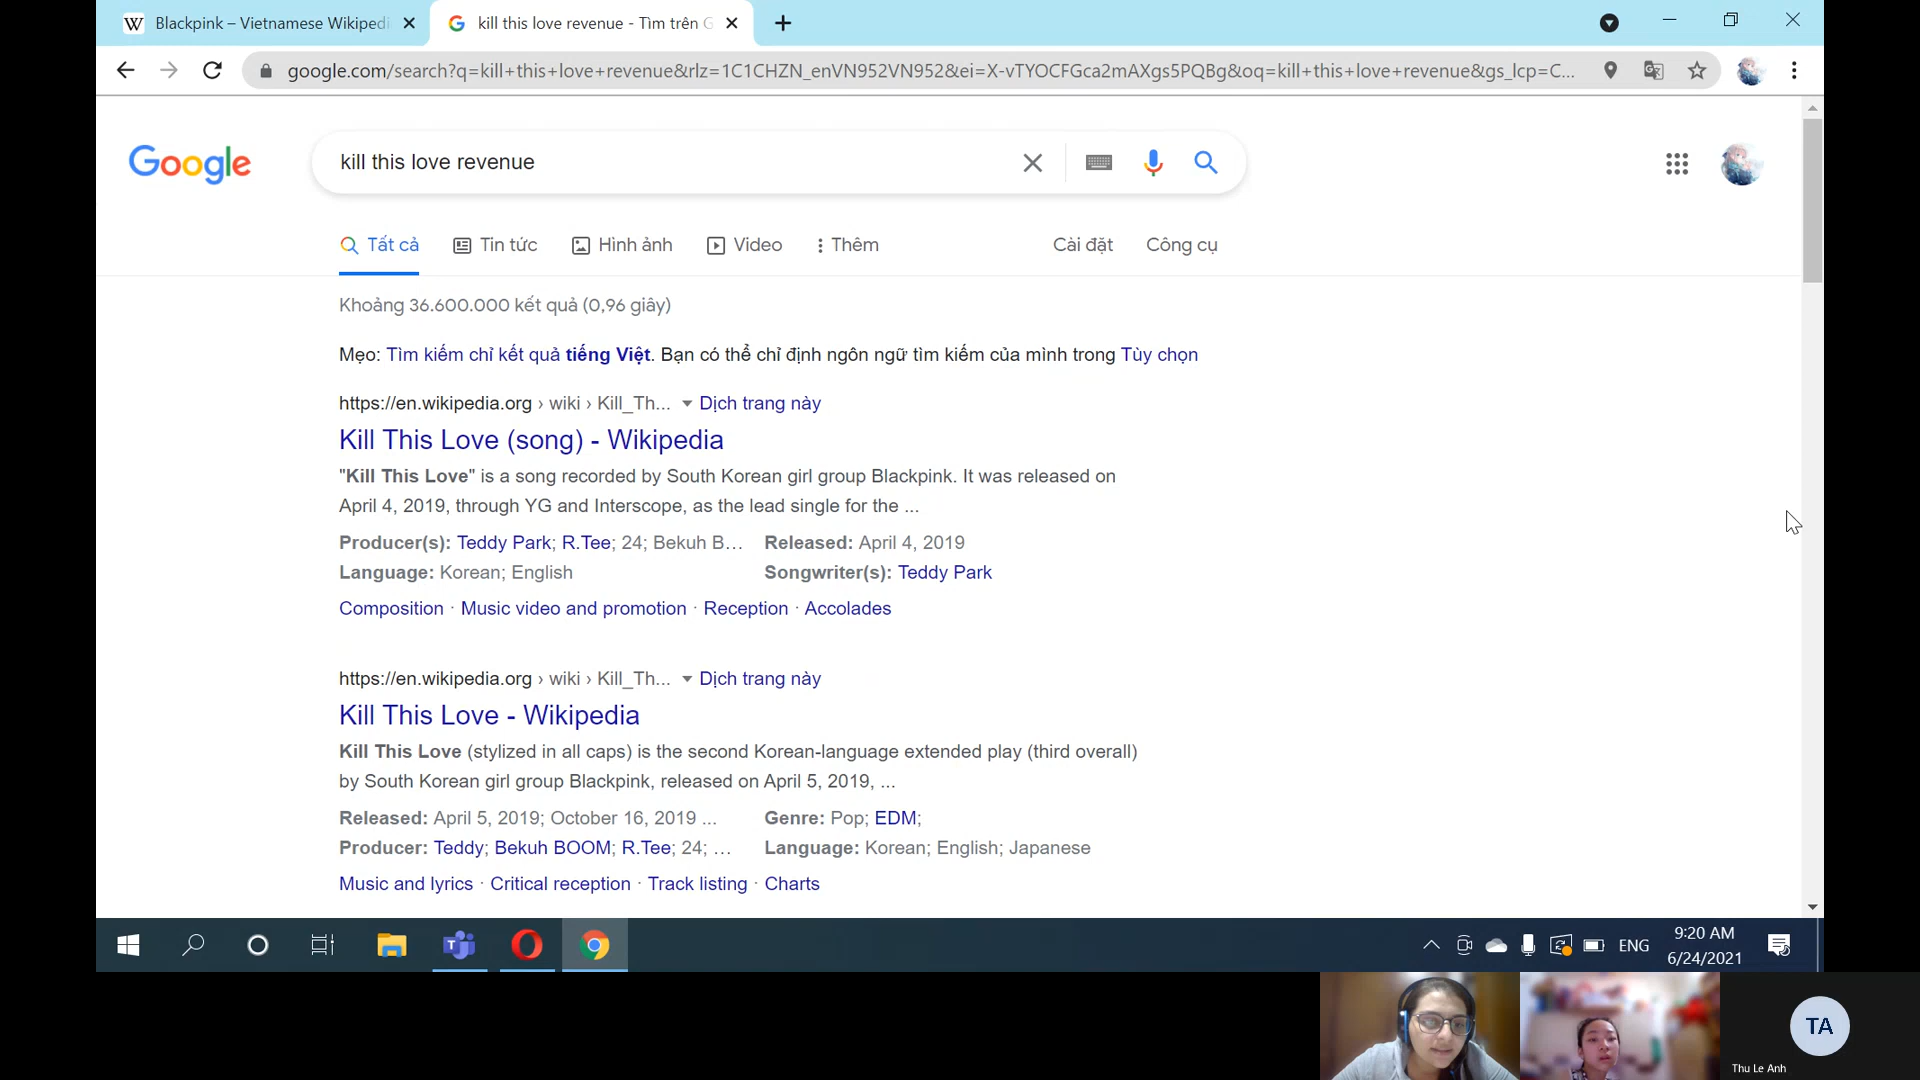 Blackpink – Vietnamese Wikipedi
kill this love revenue - Tìm trên G
google.com/search?q=kill+this+love+revenue&rlz=1C1CHZN_enVN952VN952&ei=X-vTYOCFGca2mAXgs5PQBg&oq=kill+this+love+revenue&gs_lcp=C...
Google
kill this love revenue
Tất cả
Tin tức
Hình ảnh
Video
Thêm
Cài đặt
Công cụ
Khoảng 36.600.000 kết quả (0,96 giây)
Mẹo: Tìm kiếm chỉ kết quả tiếng Việt. Bạn có thể chỉ định ngôn ngữ tìm kiếm của mình trong Tùy chọn
https://en.wikipedia.org › wiki › Kill_Th... Dịch trang này
Kill This Love (song) - Wikipedia
"Kill This Love" is a song recorded by South Korean girl group Blackpink. It was released on
April 4, 2019, through YG and Interscope, as the lead single for the ...
Producer(s): Teddy Park; R.Tee; 24; Bekuh B... Released: April 4, 2019
Language: Korean; English Songwriter(s): Teddy Park
Composition · Music video and promotion · Reception · Accolades
https://en.wikipedia.org › wiki › Kill_Th... Dịch trang này
Kill This Love - Wikipedia
Kill This Love (stylized in all caps) is the second Korean-language extended play (third overall)
by South Korean girl group Blackpink, released on April 5, 2019, ...
Released: April 5, 2019; October 16, 2019 ... Genre: Pop; EDM;
Producer: Teddy; Bekuh BOOM; R.Tee; 24; ... Language: Korean; English; Japanese
Music and lyrics · Critical reception · Track listing · Charts
ENG
9:20 AM
6/24/2021
TA
Thu Le Anh